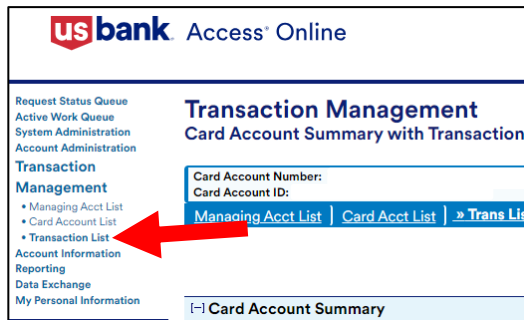 usbank. Access® Online
Request Status Queue
Active Work Queue
System Administration
Account Administration
Transaction
Management
• Managing Acct List
• Card Account List
• Transaction List
Account Information
Reporting
Data Exchange
My Personal Information
Transaction Management
Card Account Summary with Transaction
Card Account Number:
Card Account ID:
Managing Acct List | Card Acct List | » Trans Lis
[–] Card Account Summary